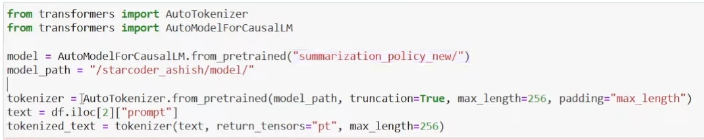 from transformers import AutoTokenizer
from transformers import AutoModelForCausalLM
model = AutoModelForCausalLM.from_pretrained("summarization_policy_new/")
model_path = "/starcoder_ashish/model/"
tokenizer = AutoTokenizer.from_pretrained(model_path, truncation=True, max_length=256, padding="max_length")
text = df.iloc[2]["prompt"]
tokenized_text = tokenizer(text, return_tensors="pt", max_length=256)